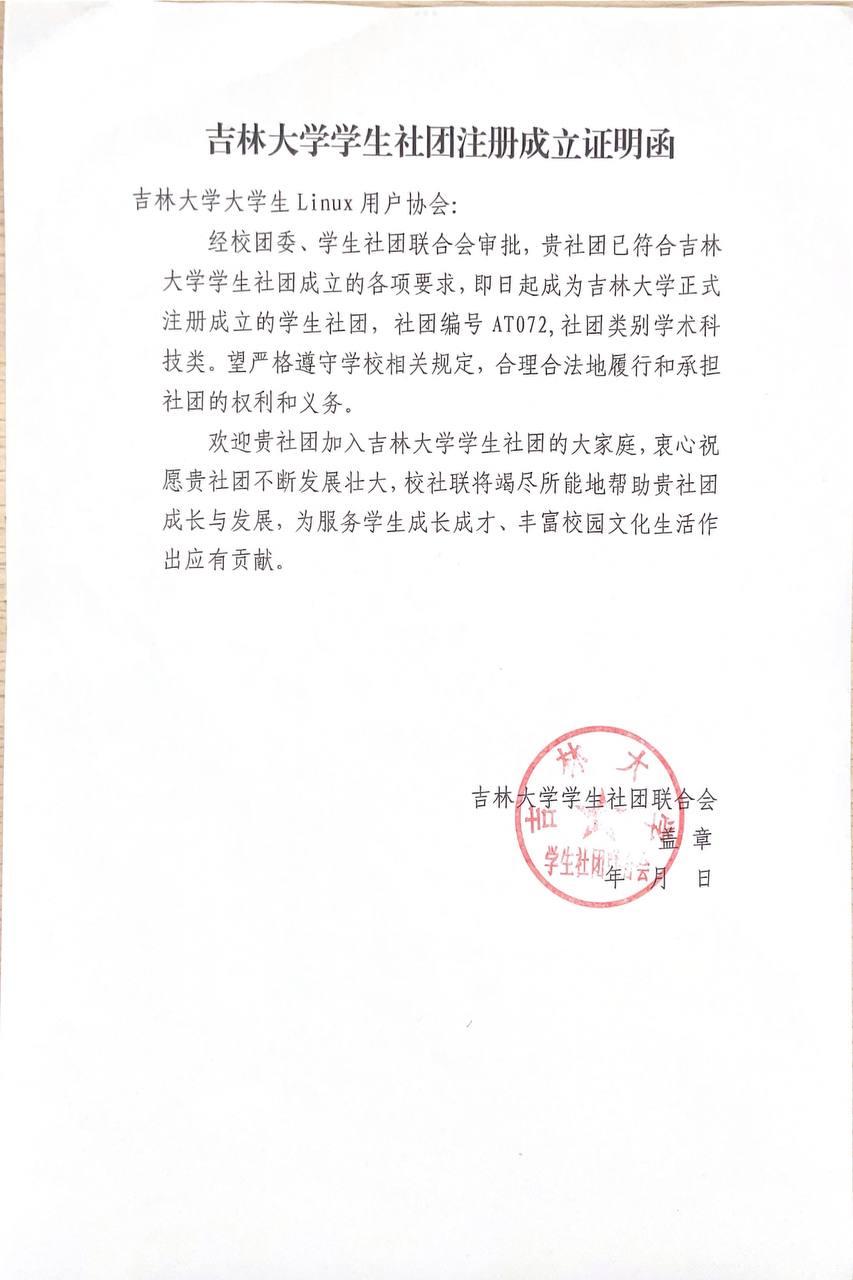 吉林大学学生社团注册成立证明函
吉林大学大学生 Linux 用户协会：
经校团委、学生社团联合会审批，贵社团已符合吉林
大学学生社团成立的各项要求，即日起成为吉林大学正式
注册成立的学生社团，社团编号 AT072,社团类别学术科
技类。望严格遵守学校相关规定，合理合法地履行和承担
社团的权利和义务。
欢迎贵社团加入吉林大学学生社团的大家庭，衷心祝
愿贵社团不断发展壮大，校社联将竭尽所能地帮助贵社团
成长与发展，为服务学生成长成才、丰富校园文化生活作
出应有贡献。
吉林大学
吉林大学学生社团联合会
盖 章
学生社团联合会
年 月 日